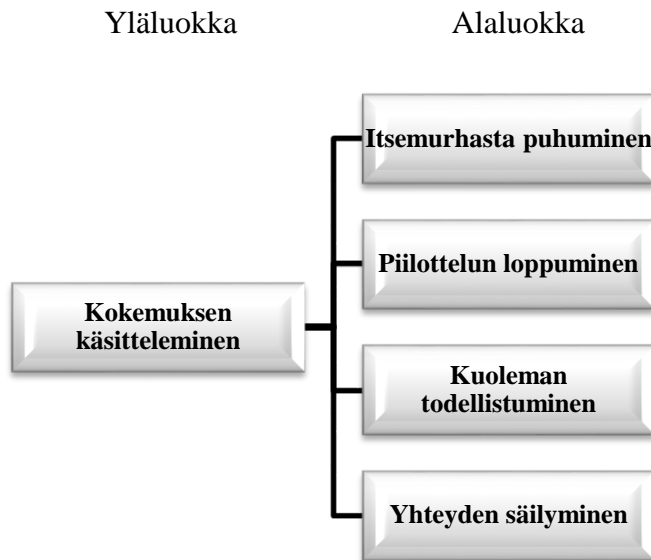 Yläluokka
Alaluokka
Itsemurhasta puhuminen
Piilottelun loppuminen
Kokemuksen
käsitteleminen
Kuoleman
todellistuminen
Yhteyden säilyminen